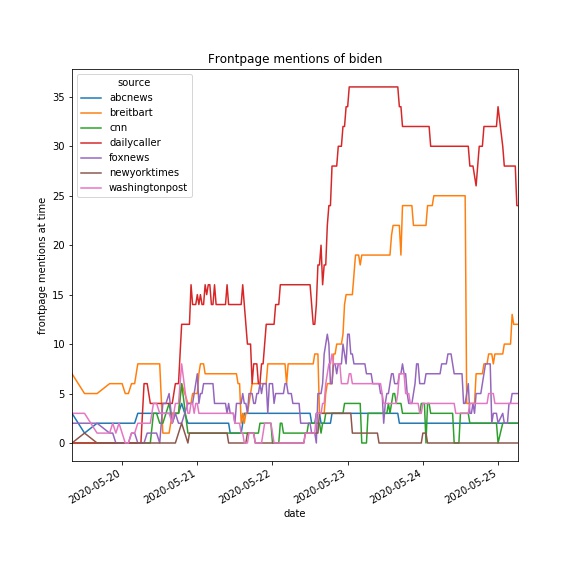 Frontpage mentions of biden
source
abcnews
breitbart
cnn
dailycaller
foxnews
newyorktimes
washingtonpost
frontpage mentions at time
35
30
25
20
15
10
5
0
2020-05-20
2020-05-21
2020-05-22
2020-05-23
2020-05-24
2020-05-25
date